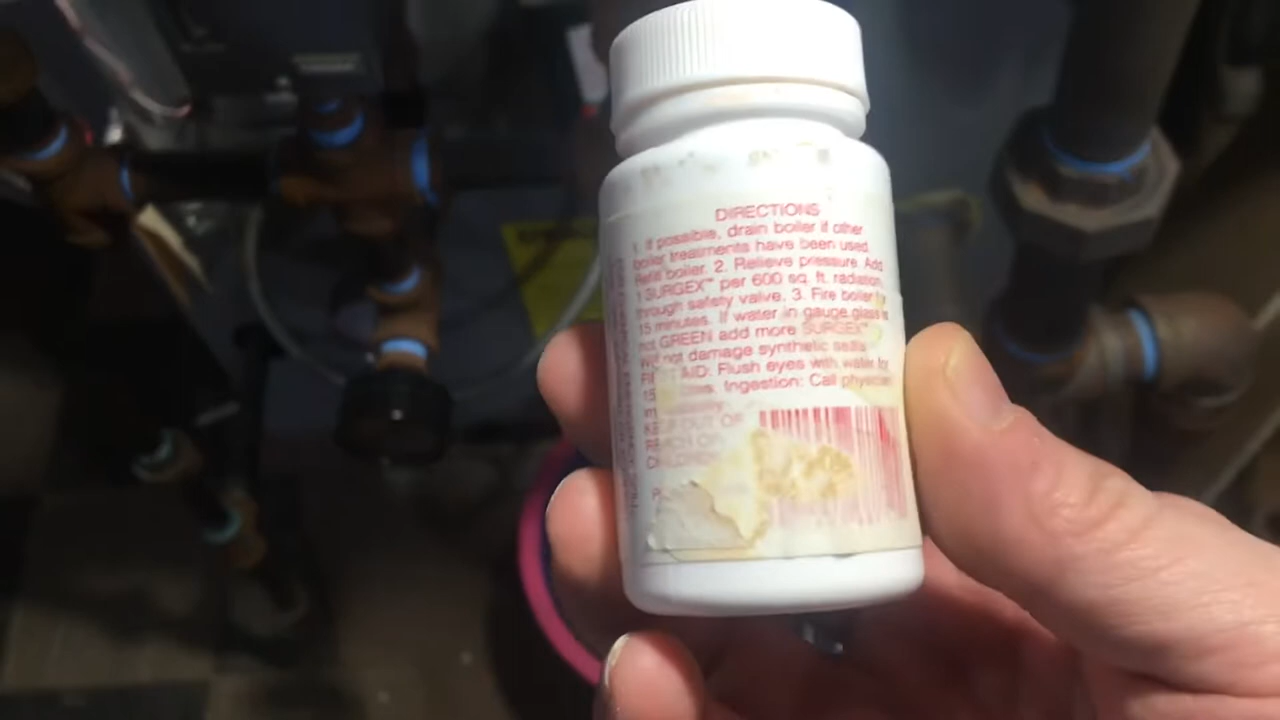 DIRECTIONS
1. If possible, drain boiler if other
boiler treatments have been used.
Refill boiler. 2. Relieve pressure. Add
1 SURGEX™ per 600 sq. ft. radiation
through safety valve. 3. Fire boiler for
15 minutes. If water in gauge glass is
not GREEN add more SURGEX™
Will not damage synthetic seals
AID: Flush eyes with water for
15 Ingestion: Call physician
KEEP OUT OF
REACH OF
CHILDREN